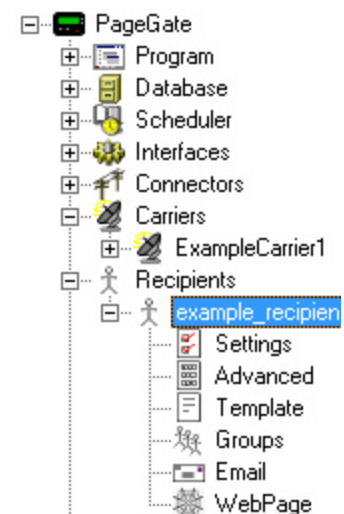 PageGate
Program
Database
Scheduler
Interfaces
Connectors
Carriers
ExampleCarrier1
Recipients
example_recipien
Settings
Advanced
Template
Groups
Email
WebPage